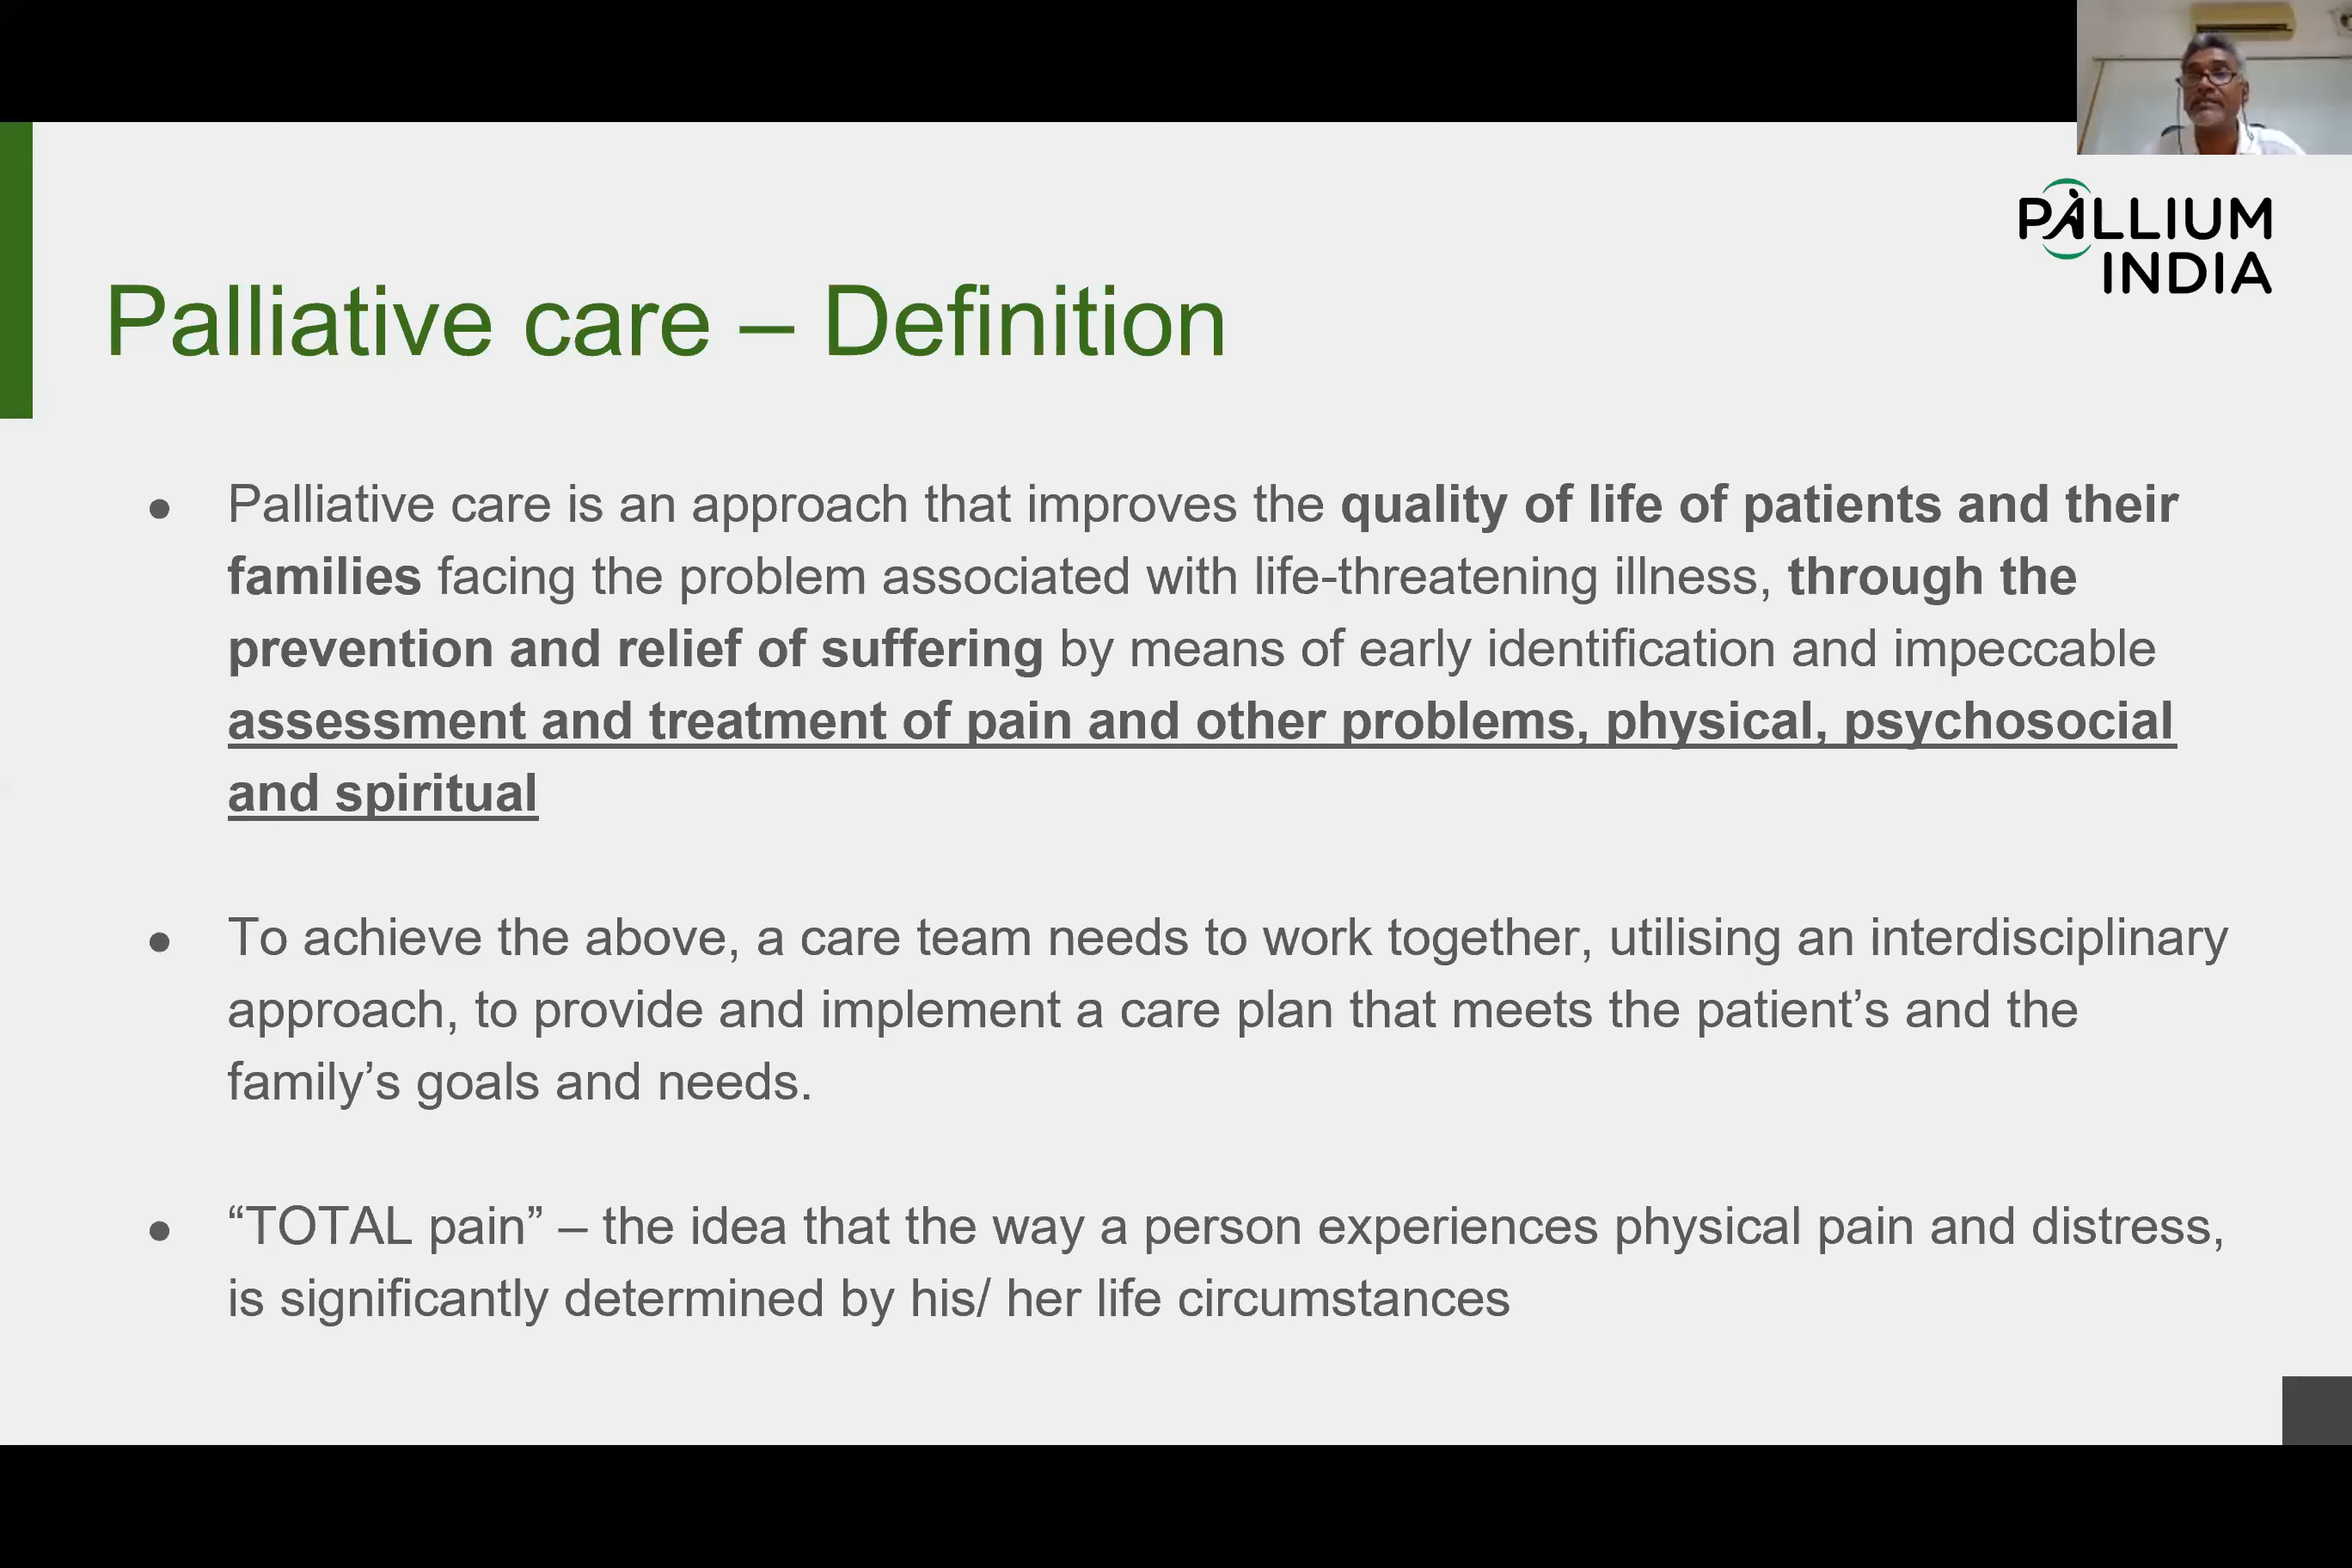 PALLIUM
INDIA
Palliative care – Definition
● Palliative care is an approach that improves the quality of life of patients and their
families facing the problem associated with life-threatening illness, through the
prevention and relief of suffering by means of early identification and impeccable
assessment and treatment of pain and other problems, physical, psychosocial
and spiritual
● To achieve the above, a care team needs to work together, utilising an interdisciplinary
approach, to provide and implement a care plan that meets the patient’s and the
family’s goals and needs.
● “TOTAL pain” – the idea that the way a person experiences physical pain and distress,
is significantly determined by his/ her life circumstances